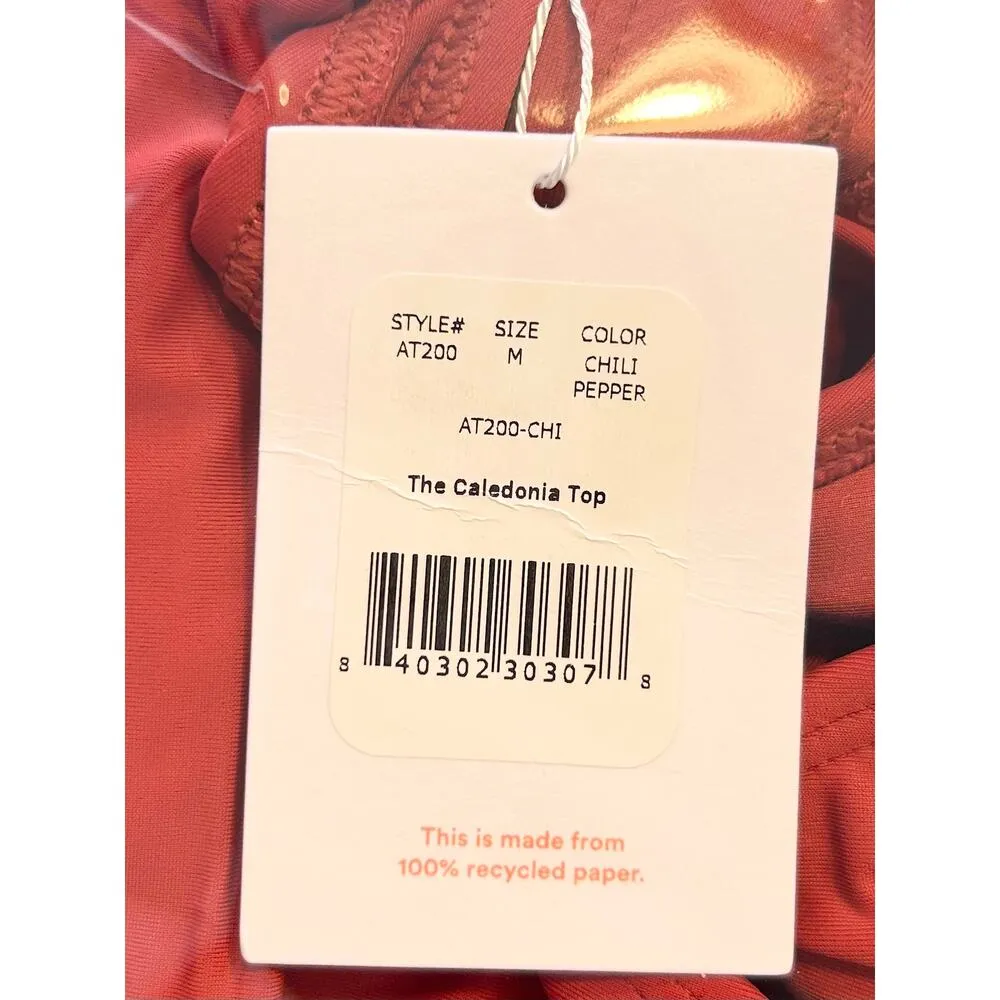 STYLE# SIZE COLOR
AT200 M CHILI
PEPPER
AT200-CHI
The Caledonia Top
8 40302 30307 8
This is made from
100% recycled paper.